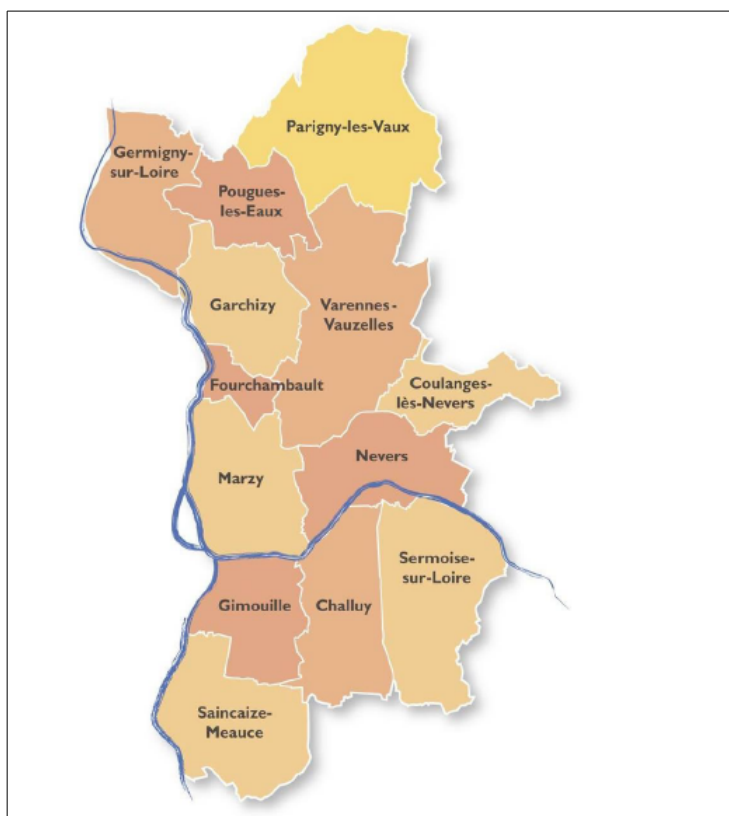 Parigny-les-Vaux
Germigny-
sur-Loire
Pougues-
les-Eaux
Garchizy
Varennes-
Vauzelles
Fourchambault
Coulanges-
lès-Nevers
Nevers
Marzy
Sermoise-
sur-Loire
Gimouille
Challuy
Saincaize-
Meauce